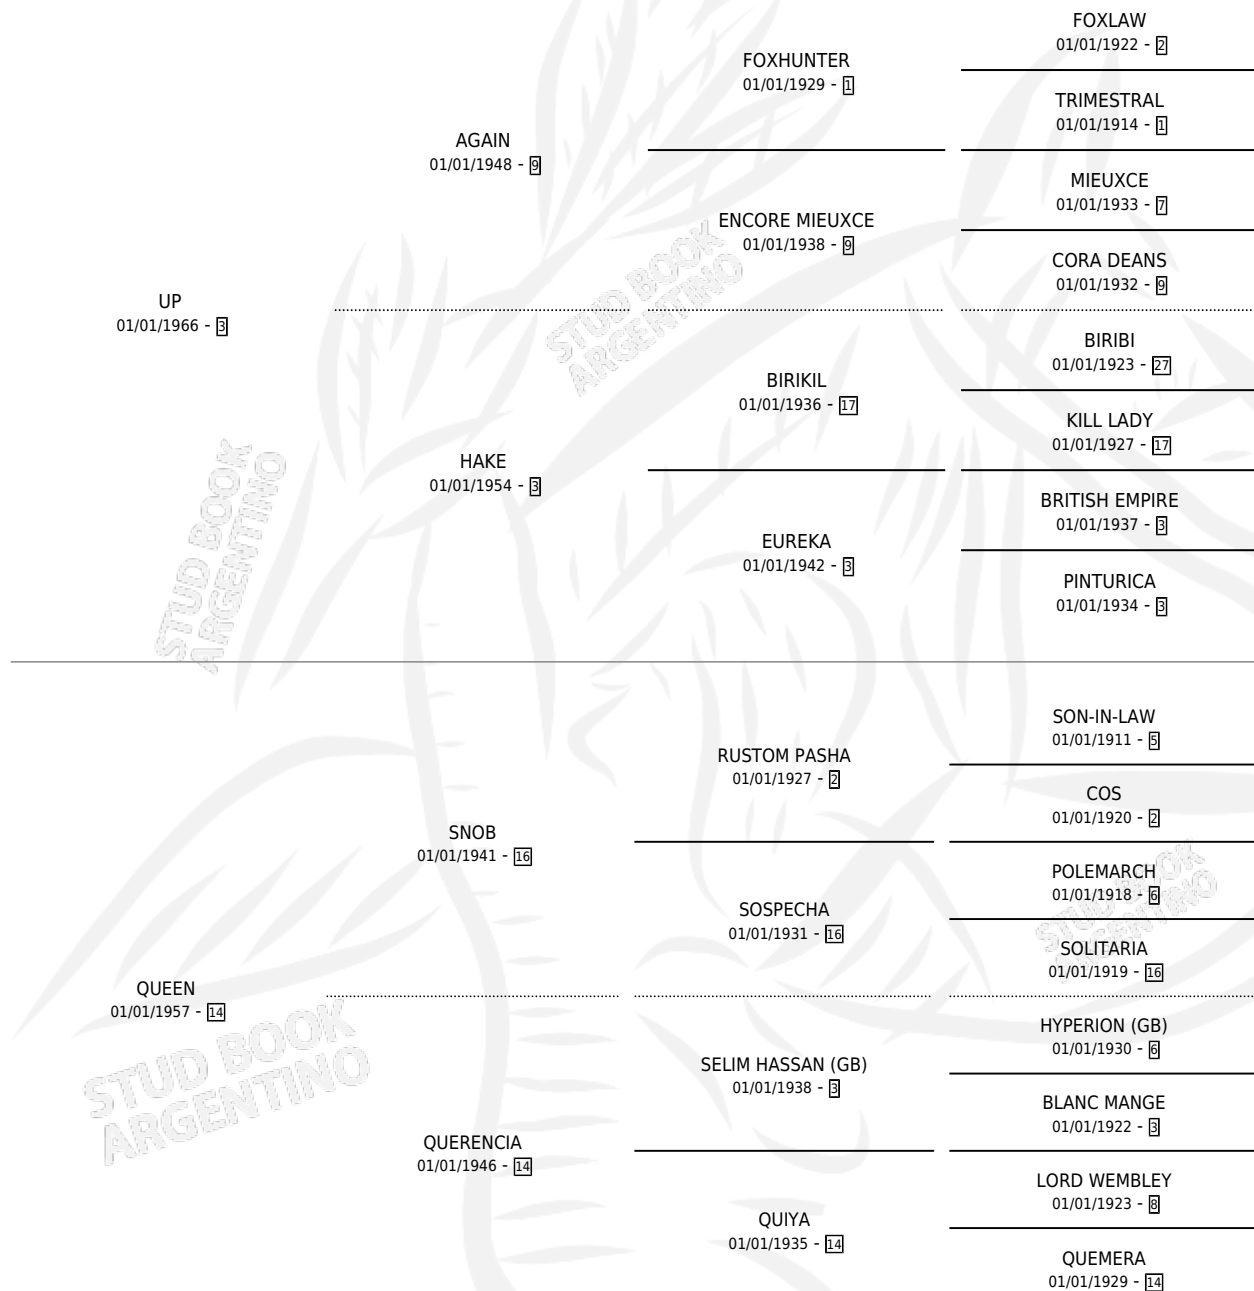 FOXLAW
01/01/1922 - 2
FOXHUNTER
01/01/1929 - 1
TRIMESTRAL
01/01/1914 - 1
AGAIN
01/01/1948 - 9
MIEUXCE
01/01/1933 - 7
ENCORE MIEUXCE
01/01/1938 - 9
CORA DEANS
01/01/1932 - 9
UP
01/01/1966 - 3
BIRIBI
01/01/1923 - 27
BIRIKIL
01/01/1936 - 17
KILL LADY
01/01/1927 - 17
HAKE
01/01/1954 - 3
BRITISH EMPIRE
01/01/1937 - 3
EUREKA
01/01/1942 - 3
PINTURICA
01/01/1934 - 3
SON-IN-LAW
01/01/1911 - 5
RUSTOM PASHA
01/01/1927 - 2
COS
01/01/1920 - 2
SNOB
01/01/1941 - 16
POLEMARCH
01/01/1918 - 6
SOSPECHA
01/01/1931 - 16
SOLITARIA
01/01/1919 - 16
QUEEN
01/01/1957 - 14
HYPERION (GB)
01/01/1930 - 6
SELIM HASSAN (GB)
01/01/1938 - 3
BLANC MANGE
01/01/1922 - 3
QUERENCIA
01/01/1946 - 14
LORD WEMBLEY
01/01/1923 - 8
QUIYA
01/01/1935 - 14
QUEMERA
01/01/1929 - 14
STUD BOOK
ARGENTINO
STUD BOOK
ARGENTINO
STUD BOOK
ARGENTINO
STUD BOOK
ARGENTINO